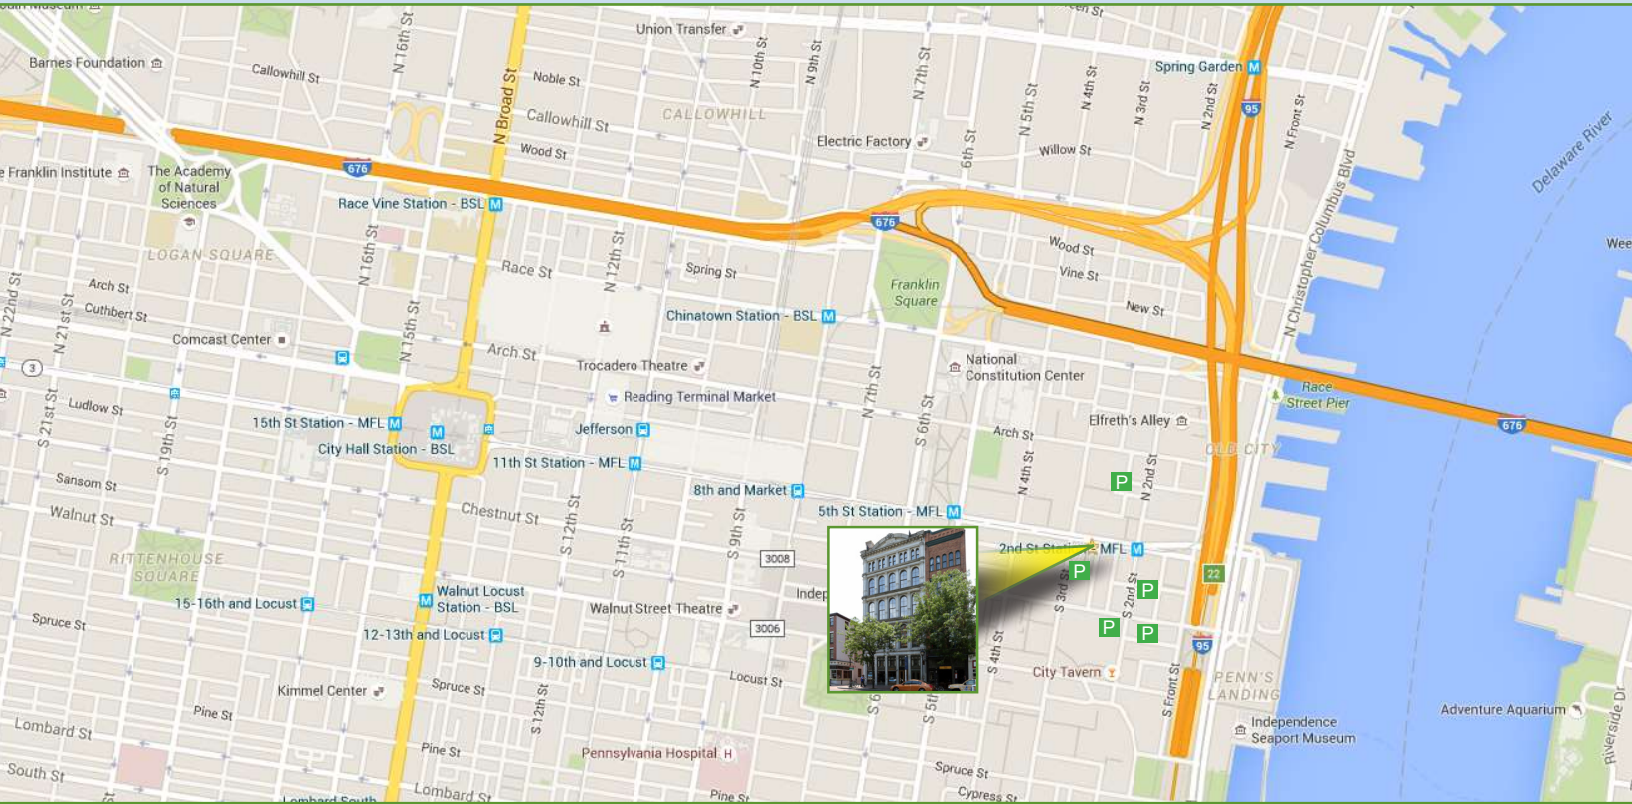 Union Transfer
N 16th St
N 10th St
N 9th St
Barnes Foundation
Callowhill St
N Broad St
Noble St
N 7th St
N 4th St
N 3rd St
N 2nd St
N 5th St
Spring Garden M
95
N Front St
Delaware River
Callowhill St
CALLOWHILL
Electric Factory
6th St
Willow St
Wood St
676
Franklin Institute
The Academy
of Natural
Sciences
Race Vine Station - BSL M
676
N Christopher Columbus Blvd
LOGAN SQUARE
N 16th St
Race St
N 12th St
Spring St
Wood St
Vine St
Franklin
Square
New St
N 22nd St
N 21st St
Arch St
Cuthbert St
Comcast Center
N 15th St
Chinatown Station - BSL M
Arch St
Trocadero Theatre
National
Constitution Center
3
Reading Terminal Market
N 7th St
Race
Street Pier
Ludlow St
S 21st St
S 19th St
15th St Station - MFL M
M
City Hall Station - BSL
Jefferson
6th St
Arch St
Elfreth's Alley
676
OLD CITY
11th St Station - MFL M
8th and Market
N 4th St
N 2nd St
P
Sansom St
Walnut St
Chestnut St
S 12th St
S 11th St
S 9th St
5th St Station - MFL M
2nd St Station - MFL M
RITTENHOUSE
SQUARE
3008
P
S 3rd St
S 2nd St
P
22
Walnut Locust
Station - BSL
M
15-16th and Locust
Walnut Street Theatre
3006
P
P
Spruce St
12-13th and Locust
9-10th and Locust
S 4th St
95
City Tavern
Locust St
Kimmel Center
Spruce St
S 12th St
S 5th
S Front St
PENN'S
LANDING
Pine St
Adventure Aquarium
Independence
Seaport Museum
Riverside Dr
Lombard St
Pine St
Pennsylvania Hospital H
South St
Lombard St
Spruce St
Pine St
Cypress St
Lombard South